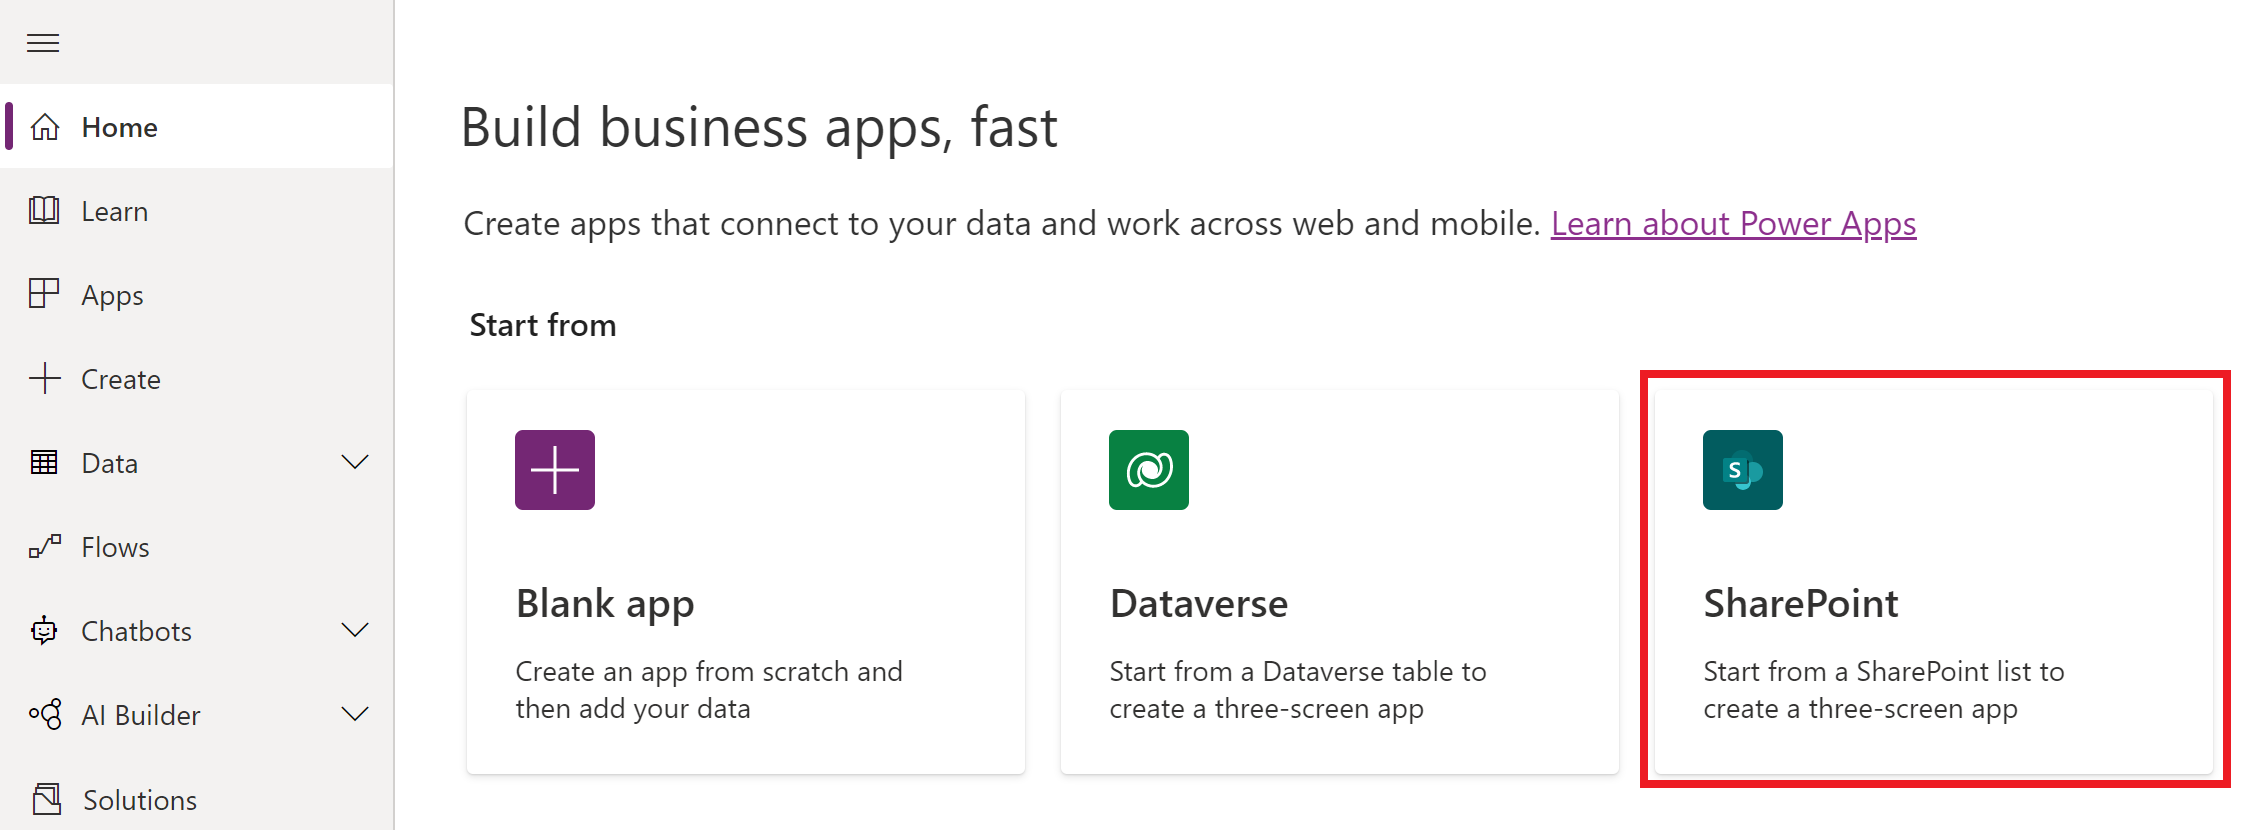 Home
Learn
Apps
Create
Data
Flows
Chatbots
AI Builder
Solutions
Build business apps, fast
Create apps that connect to your data and work across web and mobile. Learn about Power Apps
Start from
Blank app
Create an app from scratch and
then add your data
Dataverse
Start from a Dataverse table to
create a three-screen app
S
SharePoint
Start from a SharePoint list to
create a three-screen app